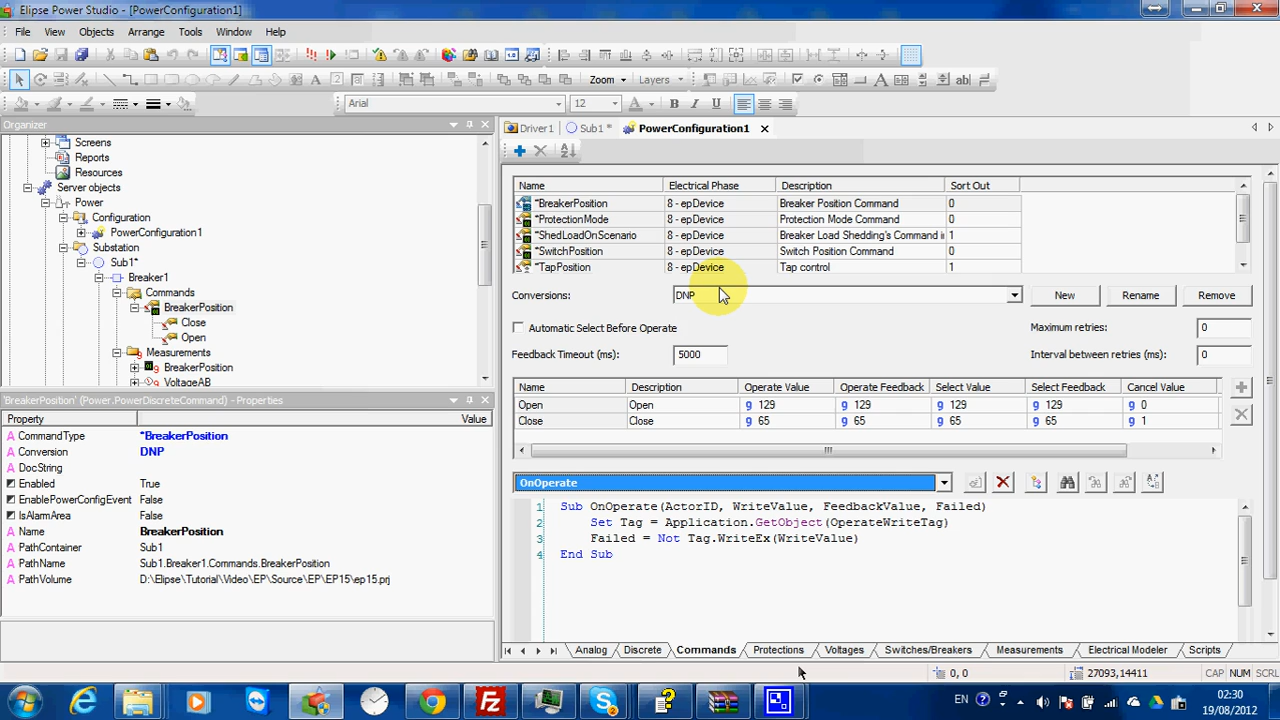 Elipse Power Studio - [PowerConfiguration1]
File View Objects Arrange Tools Window Help
Zoom Layers
Arial 12 A B I U
Organizer
Screens
Reports
Resources
Server objects
Power
Configuration
PowerConfiguration1
Substation
Sub1*
Breaker1
Commands
BreakerPosition
Close
Open
Measurements
BreakerPosition
VoltageAB
'BreakerPosition' (Power.PowerDiscreteCommand) - Properties
Property Value
CommandType *BreakerPosition
Conversion DNP
DocString
Enabled True
EnablePowerConfigEvent False
IsAlarmArea False
Name BreakerPosition
PathContainer Sub1
PathName Sub1.Breaker1.Commands.BreakerPosition
PathVolume D:\Elipse\Tutorial\Video\EP\Source\EP\EP15\ep15.prj
Driver1 Sub1 * PowerConfiguration1
Name Electrical Phase Description Sort Out
*BreakerPosition 8 - epDevice Breaker Position Command 0
*ProtectionMode 8 - epDevice Protection Mode Command 0
*ShedLoadOnScenario 8 - epDevice Breaker Load Shedding's Command i 1
*SwitchPosition 8 - epDevice Switch Position Command 0
*TapPosition 8 - epDevice Tap control 1
Conversions: DNP New Rename Remove
Automatic Select Before Operate Maximum retries: 0
Feedback Timeout (ms): 5000 Interval between retries (ms): 0
Name Description Operate Value Operate Feedback Select Value Select Feedback Cancel Value
Open Open 129 129 129 129 0
Close Close 65 65 65 65 1
OnOperate
1 Sub OnOperate(ActorID, WriteValue, FeedbackValue, Failed)
2 Set Tag = Application.GetObject(OperateWriteTag)
3 Failed = Not Tag.WriteEx(WriteValue)
4 End Sub
Analog Discrete Commands Protections Voltages Switches/Breakers Measurements Electrical Modeler Scripts
0, 0 27093,14411 CAP NUM SCRL
EN 02:30
19/08/2012